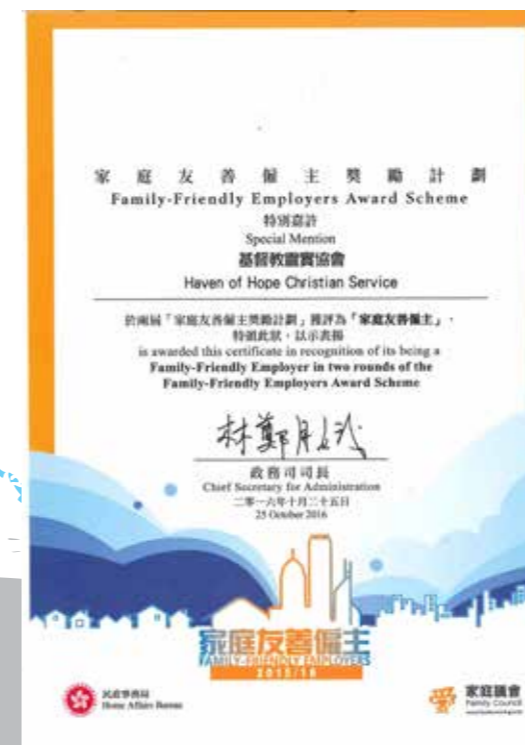 家庭友善僱主獎勵計劃
Family-Friendly Employers Award Scheme
特別嘉許
Special Mention
基督教靈實協會
Haven of Hope Christian Service
於兩屆「家庭友善僱主獎勵計劃」獲評為「家庭友善僱主」，
特頒此狀，以示表揚
is awarded this certificate in recognition of its being a
Family-Friendly Employer in two rounds of the
Family-Friendly Employers Award Scheme
林鄭月娥
政務司司長
Chief Secretary for Administration
二零一六年十月二十五日
25 October 2016
家庭友善僱主
FAMILY-FRIENDLY EMPLOYERS
2015/16
民政事務局
Home Affairs Bureau
家庭議會
Family Council